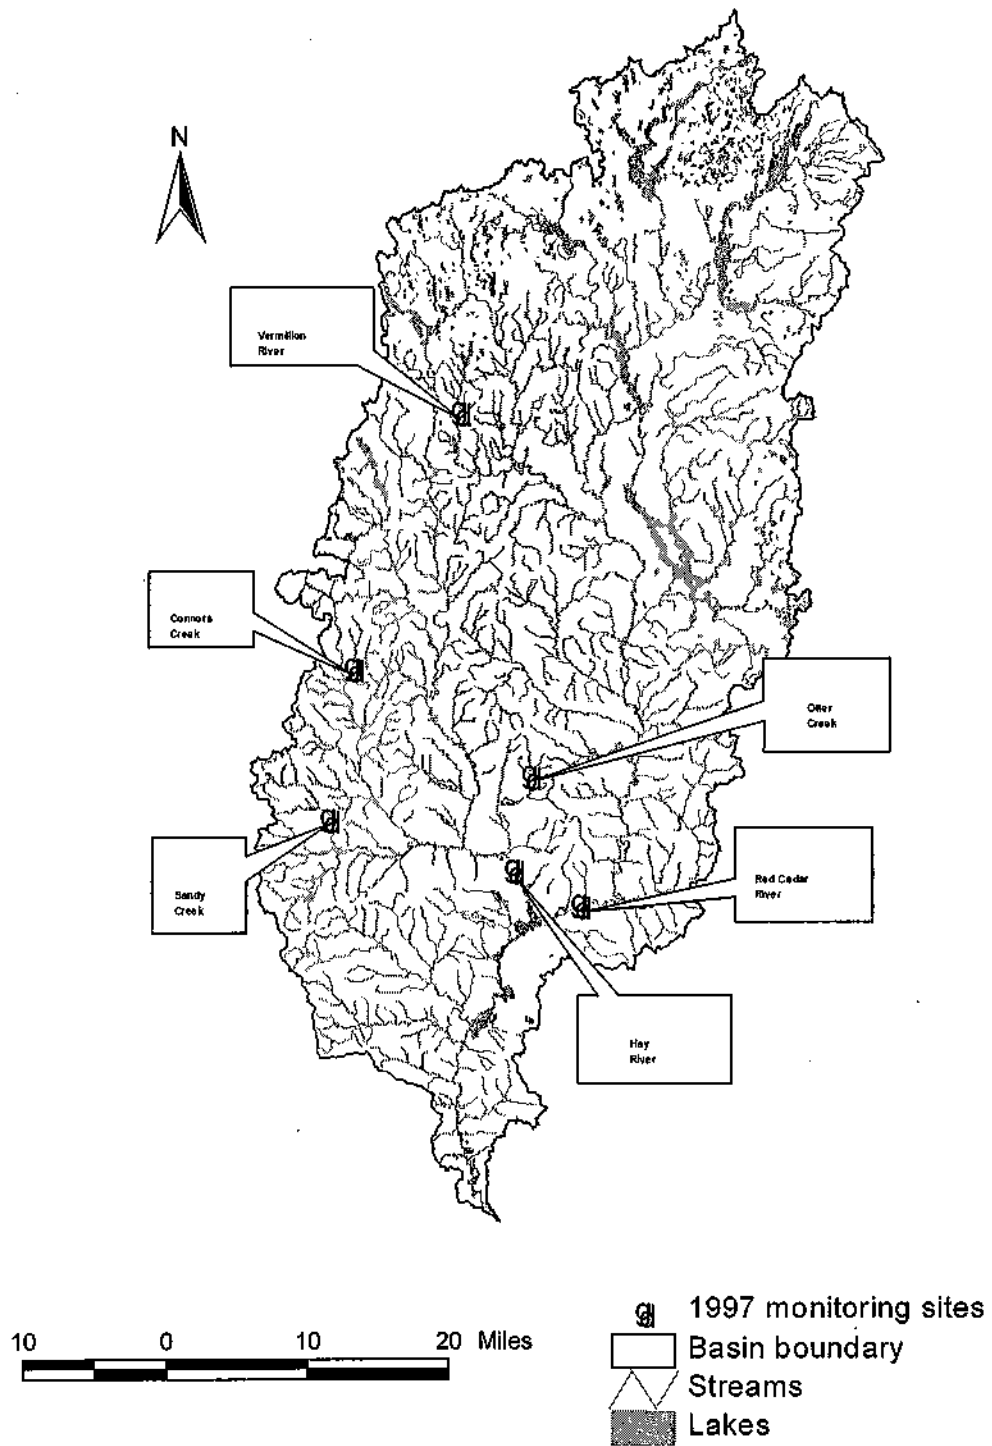 N
Vermilion
River
Connors
Creek
Otter
Creek
Sandy
Creek
Red Cedar
River
Hay
River
1997 monitoring sites
10 0 10 20 Miles
Basin boundary
Streams
Lakes